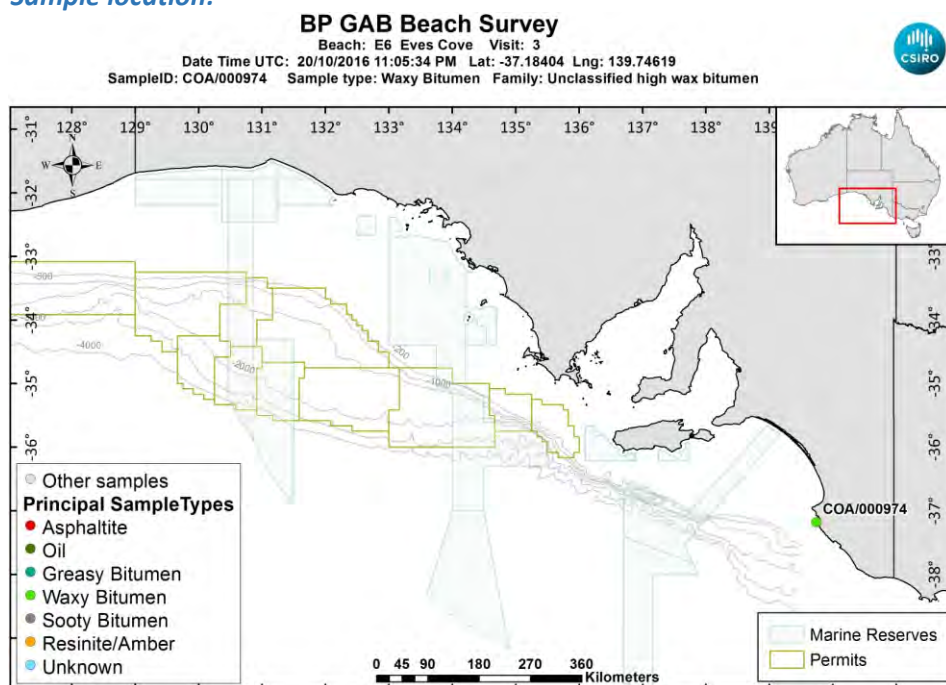 Sample location:
BP GAB Beach Survey
Beach: E6 Eves Cove Visit: 3
Date Time UTC: 20/10/2016 11:05:34 PM Lat: -37.18404 Lng: 139.74619
SampleID: COA/000974 Sample type: Waxy Bitumen Family: Unclassified high wax bitumen
CSIRO
128° 129° 130° 131° 132° 133° 134° 135° 136° 137° 138° 139
-31° -31°
-32°
-33°
-34° -34°
-35° -35°
-36° -36°
-37°
-38°
N
W E
S
-4000
-2000
-200
-1000
COA/000974
Other samples
Principal SampleTypes
Asphaltite
Oil
Greasy Bitumen
Waxy Bitumen
Sooty Bitumen
Resinite/Amber
Unknown
0 45 90 180 270 360
Kilometers
Marine Reserves
Permits